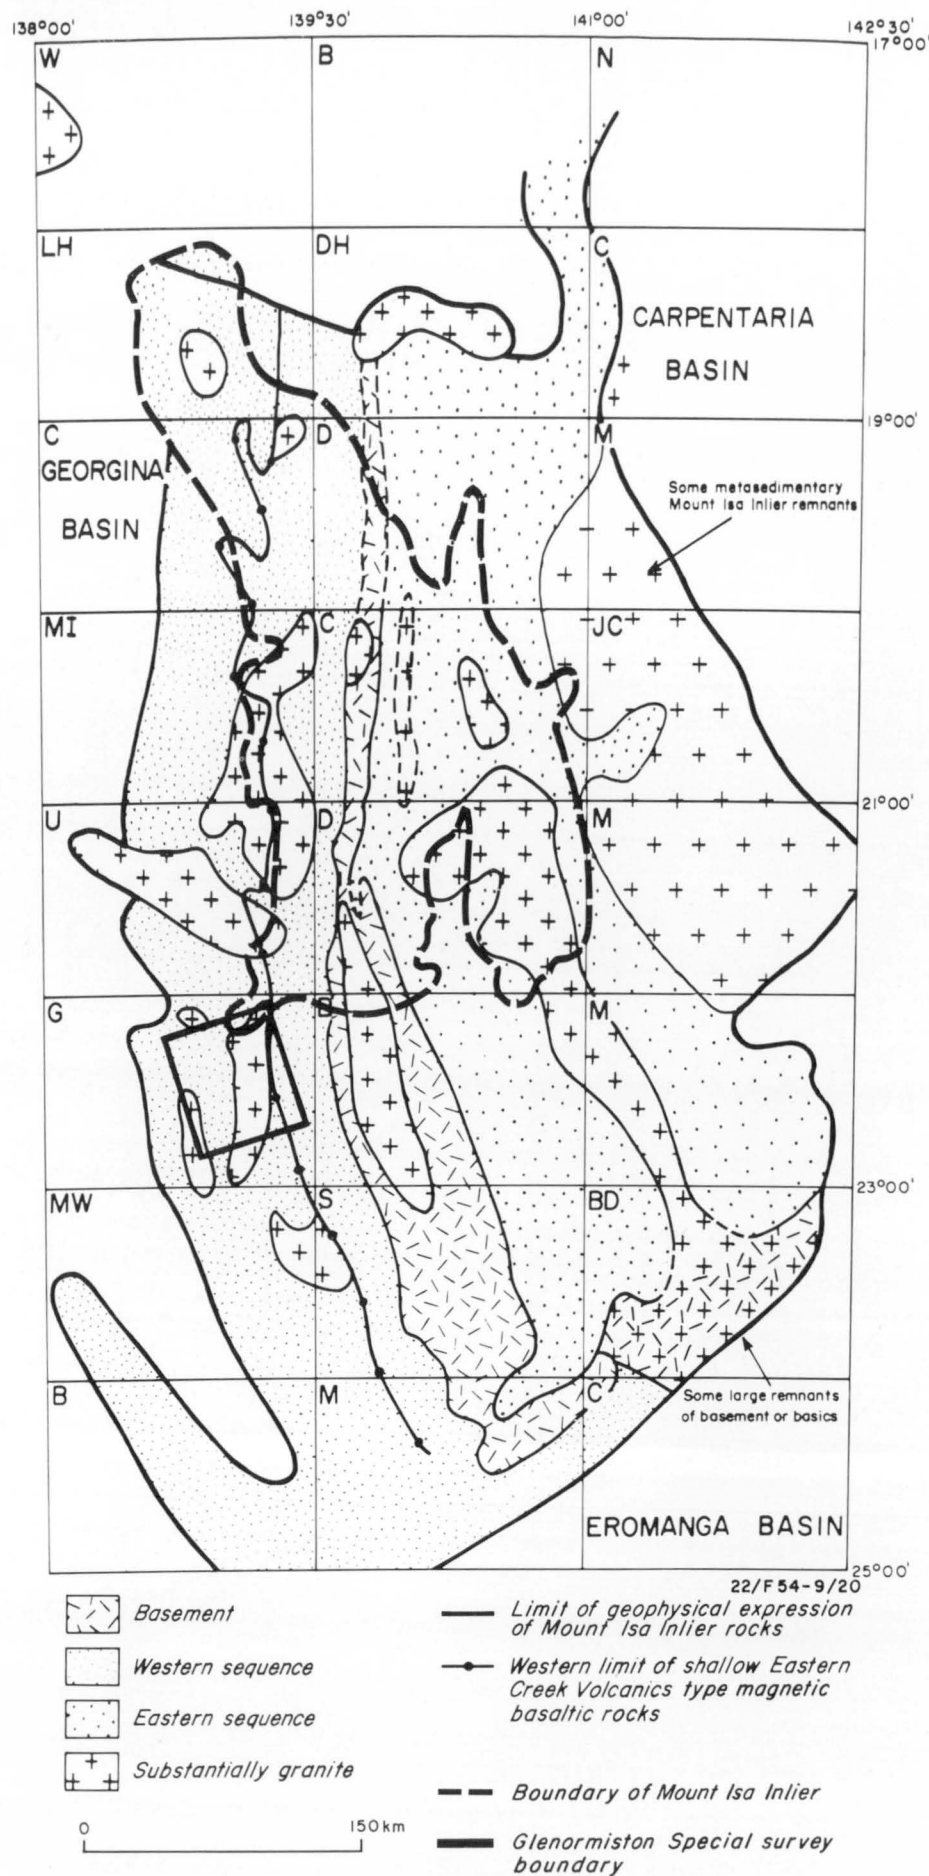 138°00' 139°30' 141°00' 142°30'
17°00'
W B N
LH DH C
CARPENTARIA
BASIN
19°00'
C D M
GEORGINA
BASIN
Some metasedimentary
Mount Isa Inlier remnants
MI C JC
21°00'
U D M
G B M
23°00'
MW S BD
B M C
Some large remnants
of basement or basics
EROMANGA BASIN
25°00'
22/F54-9/20
Basement
Western sequence
Eastern sequence
Substantially granite
0 150 km
Limit of geophysical expression
of Mount Isa Inlier rocks
Western limit of shallow Eastern
Creek Volcanics type magnetic
basaltic rocks
Boundary of Mount Isa Inlier
Glenormiston Special survey
boundary